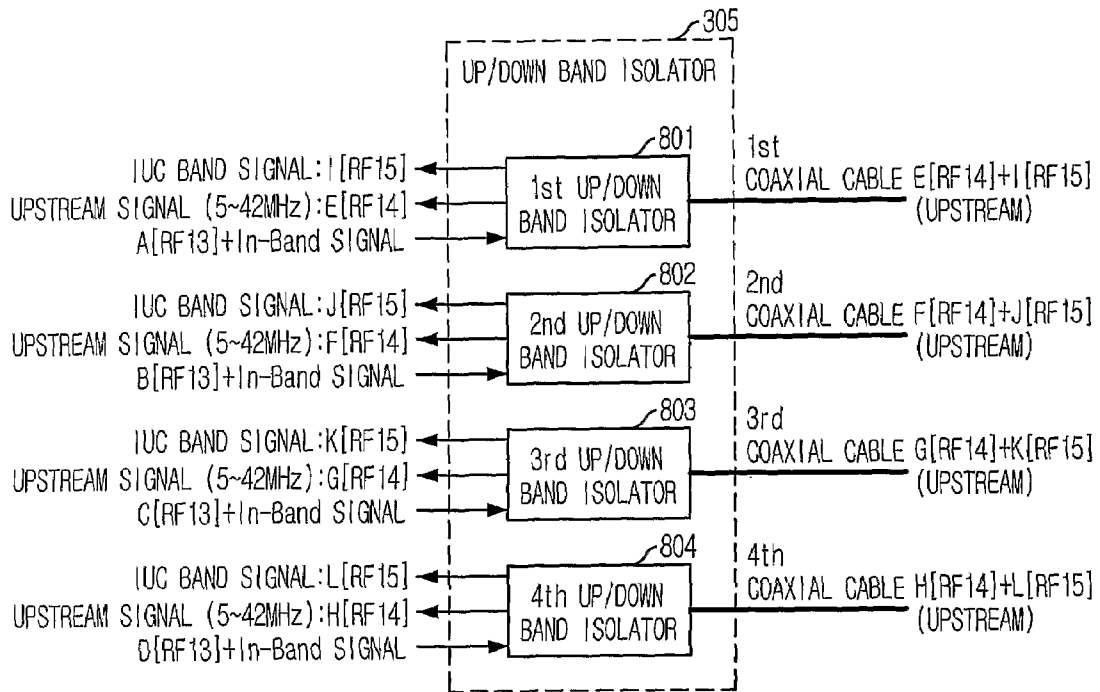 305
UP/DOWN BAND ISOLATOR
801
IUC BAND SIGNAL:I[RF15]
UPSTREAM SIGNAL (5~42MHz):E[RF14]
A[RF13]+In-Band SIGNAL
1st UP/DOWN
BAND ISOLATOR
1st
COAXIAL CABLE E[RF14]+I[RF15]
(UPSTREAM)
802
IUC BAND SIGNAL:J[RF15]
UPSTREAM SIGNAL (5~42MHz):F[RF14]
B[RF13]+In-Band SIGNAL
2nd UP/DOWN
BAND ISOLATOR
2nd
COAXIAL CABLE F[RF14]+J[RF15]
(UPSTREAM)
803
IUC BAND SIGNAL:K[RF15]
UPSTREAM SIGNAL (5~42MHz):G[RF14]
C[RF13]+In-Band SIGNAL
3rd UP/DOWN
BAND ISOLATOR
3rd
COAXIAL CABLE G[RF14]+K[RF15]
(UPSTREAM)
804
IUC BAND SIGNAL:L[RF15]
UPSTREAM SIGNAL (5~42MHz):H[RF14]
D[RF13]+In-Band SIGNAL
4th UP/DOWN
BAND ISOLATOR
4th
COAXIAL CABLE H[RF14]+L[RF15]
(UPSTREAM)